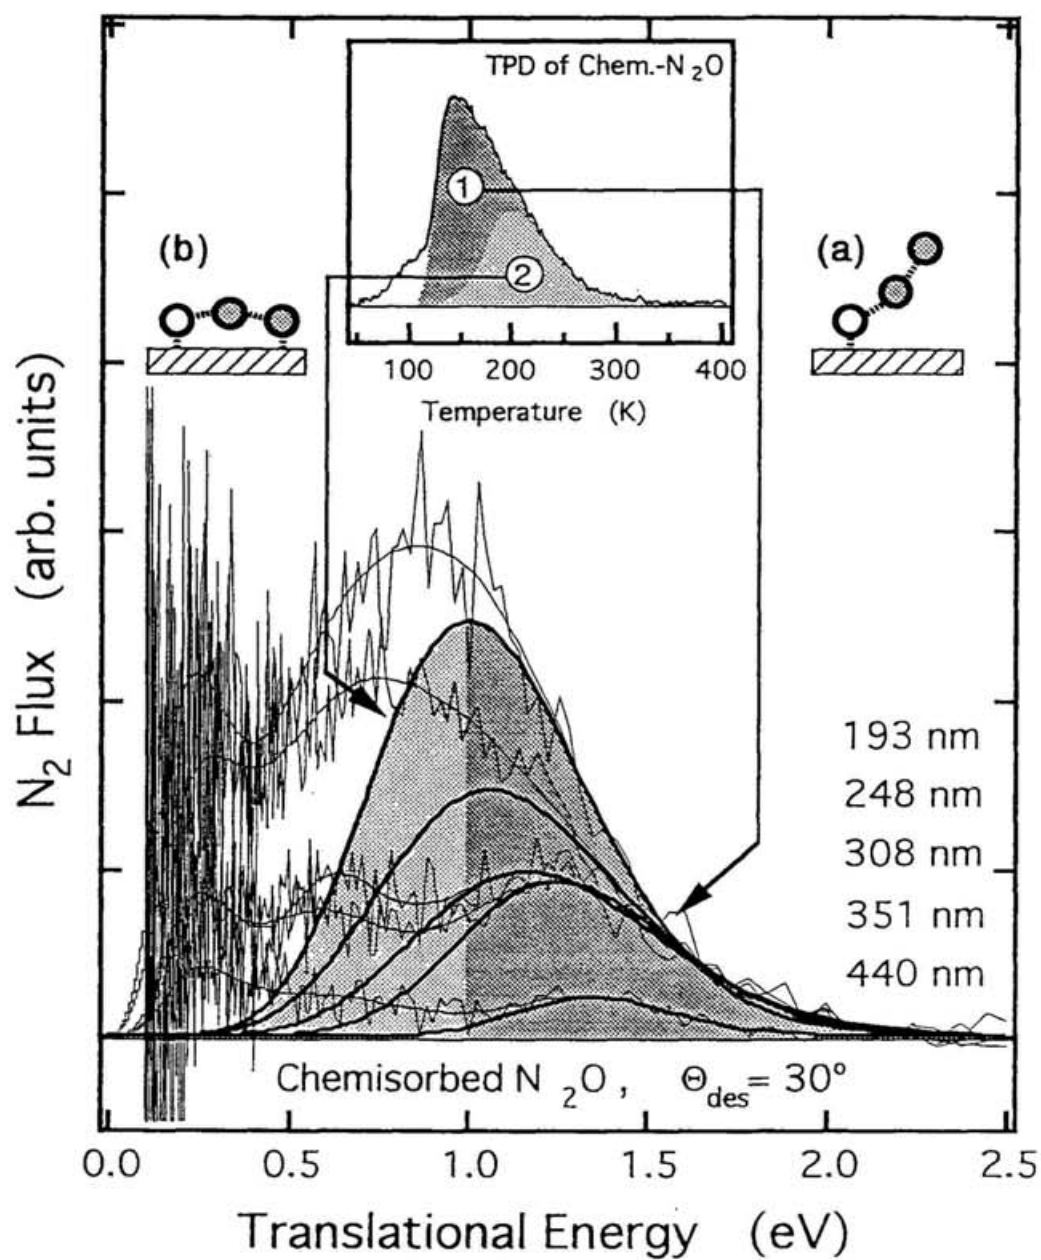 TPD of Chem.-N2O
1
2
(b)
(a)
100 200 300 400
Temperature (K)
N2 Flux (arb. units)
193 nm
248 nm
308 nm
351 nm
440 nm
Chemisorbed N2O, Θdes = 30°
0.0 0.5 1.0 1.5 2.0 2.5
Translational Energy (eV)